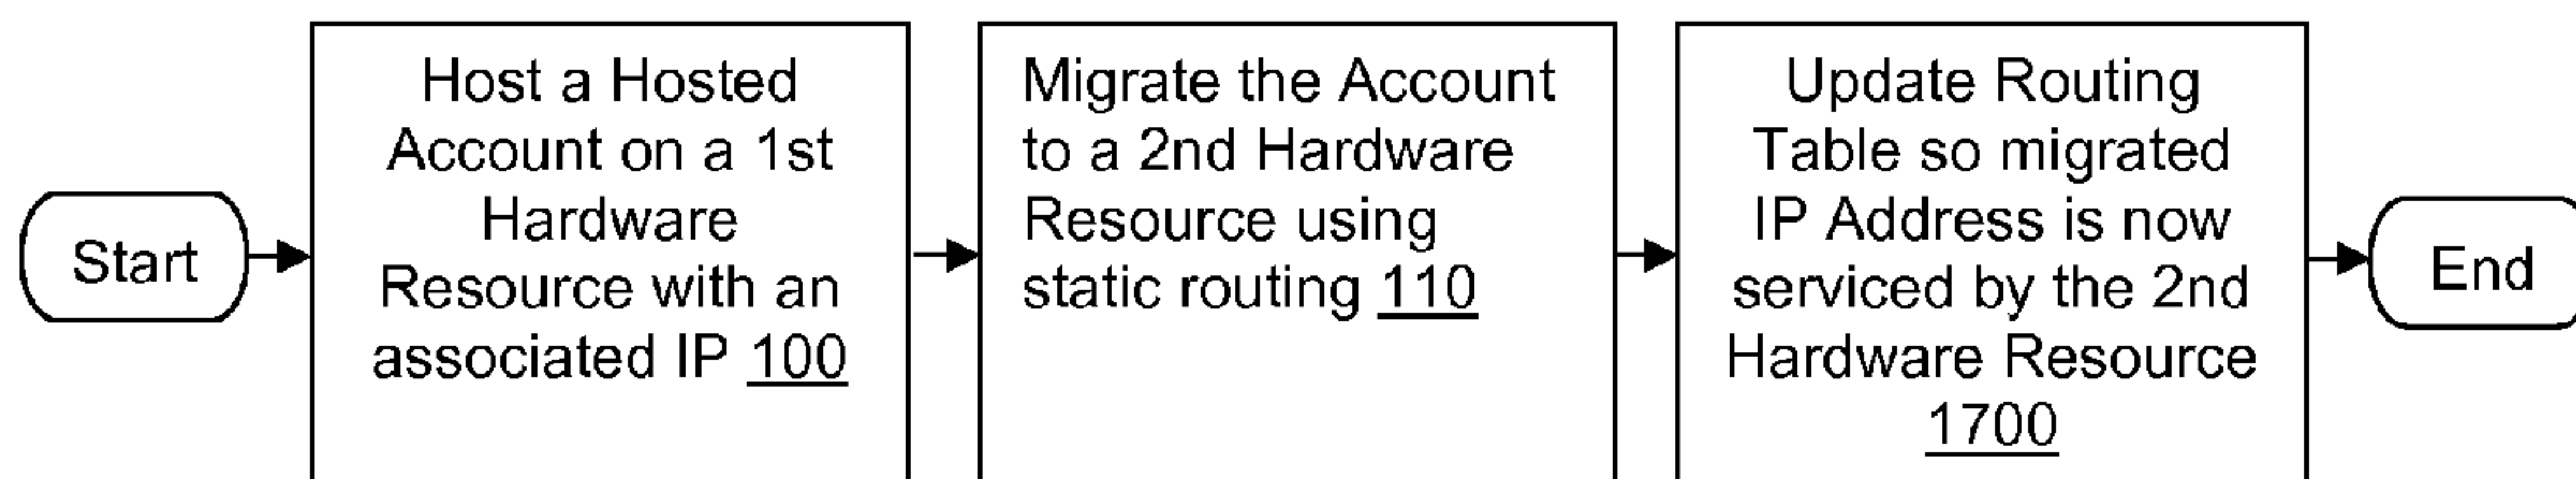 Start
Host a Hosted
Account on a 1st
Hardware
Resource with an
associated IP 100
Migrate the Account
to a 2nd Hardware
Resource using
static routing 110
Update Routing
Table so migrated
IP Address is now
serviced by the 2nd
Hardware Resource
1700
End